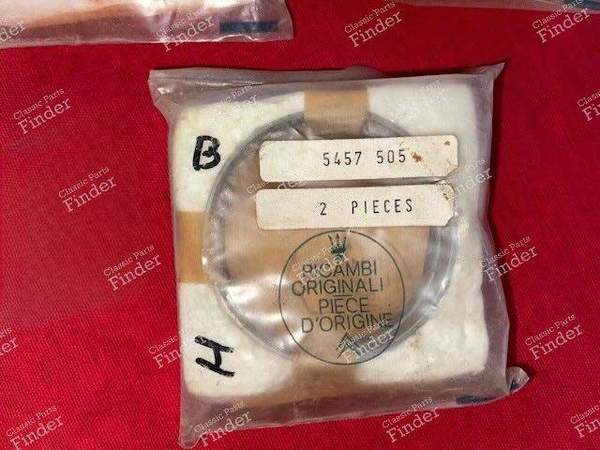 B
5457 505
2 PIECES
RICAMBI
ORIGINALI
PIECE
D'ORIGINE
H
Classic Parts
Finder